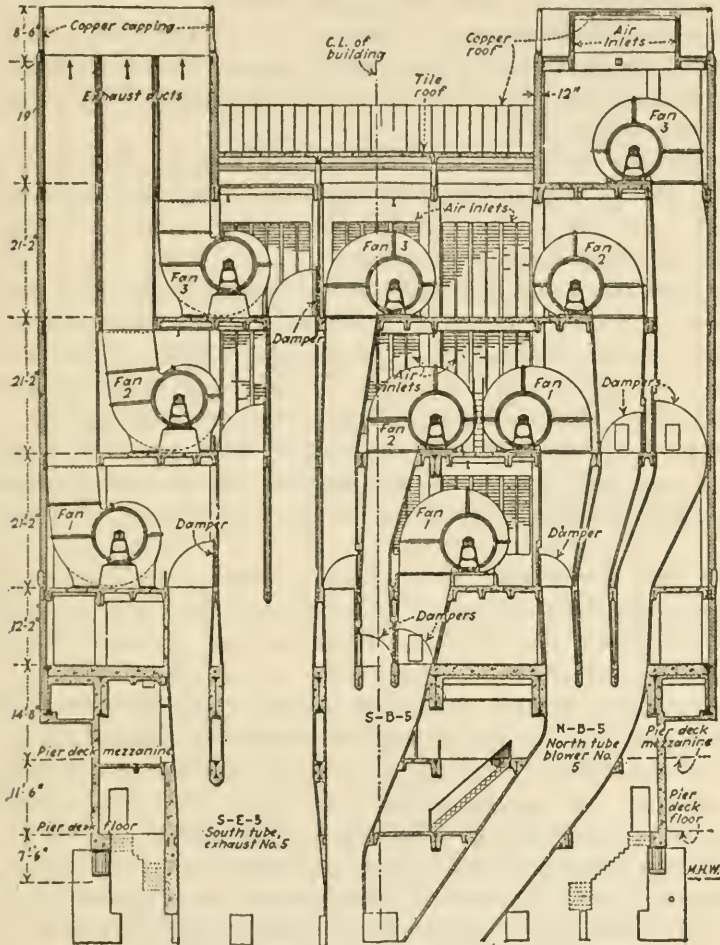 8'-6"
Copper capping
C.L. of
building
Copper
roof
Air
Inlets
Exhaust ducts
Tile
roof
12"
Fan
3
19'
Air inlets
21'-2"
Fan
3
Fan 3
Fan
2
Damper
Air
inlets
21'-2"
Fan
2
Fan
2
Fan
1
Dampers
21'-2"
Fan
1
Damper
Fan
1
Damper
12'-2"
Dampers
14'-8"
S-B-5
N-B-5
North tube
blower No.
5
Pier deck mezzanine
Pier deck
mezzanine
11'-6"
S-E-5
South tube,
exhaust No. 5
Pier
deck
floor
Pier deck floor
7'-6"
M.H.W.